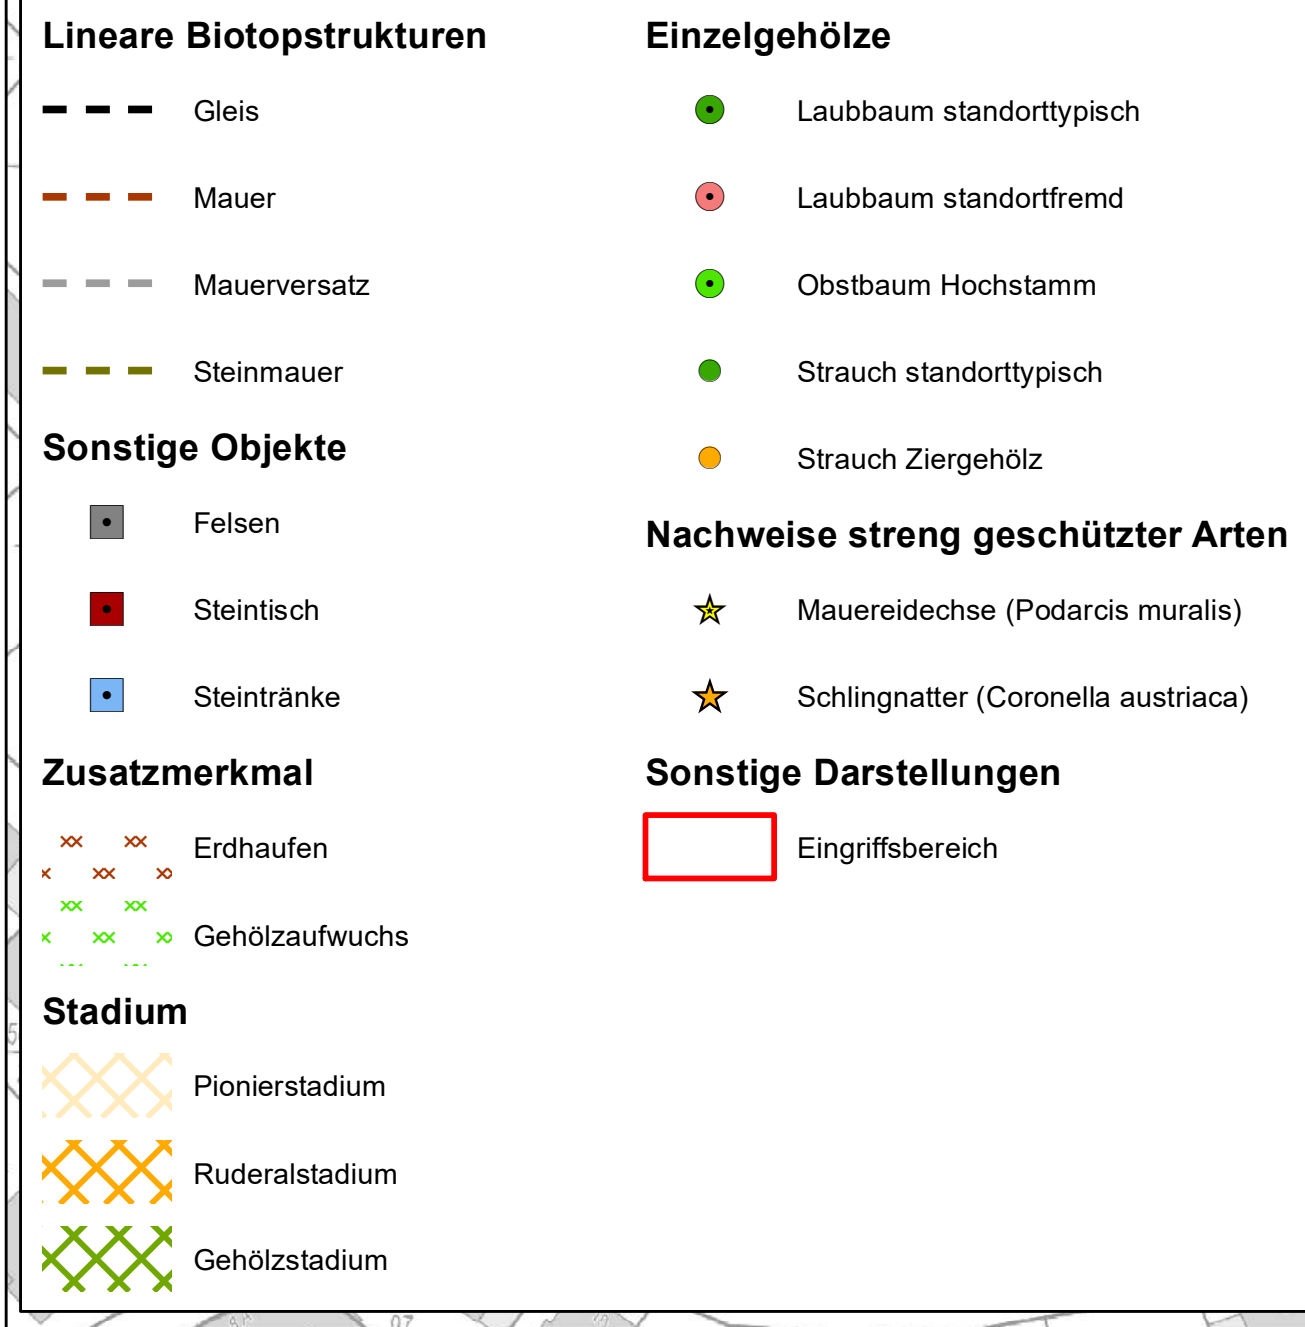 Lineare Biotopstrukturen
Gleis
Mauer
Mauerversatz
Steinmauer
Sonstige Objekte
Felsen
Steintisch
Steintränke
Zusatzmerkmal
Erdhaufen
Gehölzaufwuchs
Stadium
Pionierstadium
Ruderalstadium
Gehölzstadium
Einzelgehölze
Laubbaum standorttypisch
Laubbaum standortfremd
Obstbaum Hochstamm
Strauch standorttypisch
Strauch Ziergehölz
Nachweise streng geschützter Arten
Mauereidechse (Podarcis muralis)
Schlingnatter (Coronella austriaca)
Sonstige Darstellungen
Eingriffsbereich
07